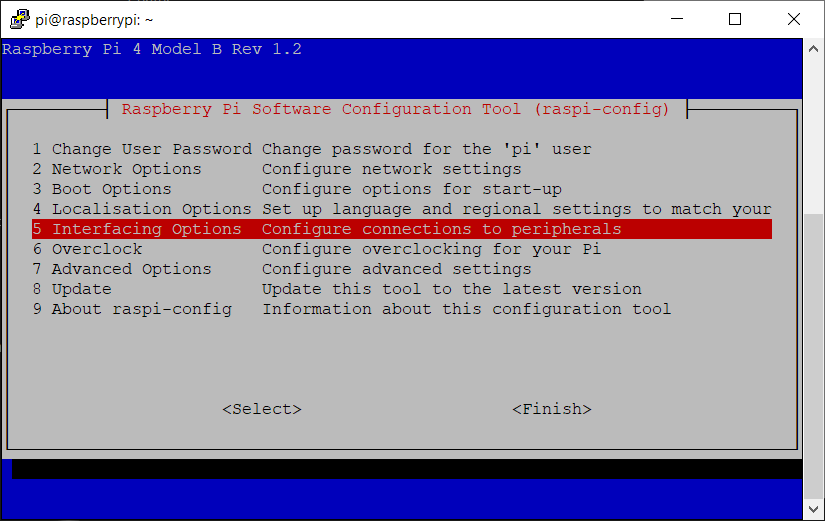 pi@raspberrypi: ~
Raspberry Pi 4 Model B Rev 1.2
Raspberry Pi Software Configuration Tool (raspi-config)
1 Change User Password Change password for the 'pi' user
2 Network Options Configure network settings
3 Boot Options Configure options for start-up
4 Localisation Options Set up language and regional settings to match your
5 Interfacing Options Configure connections to peripherals
6 Overclock Configure overclocking for your Pi
7 Advanced Options Configure advanced settings
8 Update Update this tool to the latest version
9 About raspi-config Information about this configuration tool
<Select> <Finish>